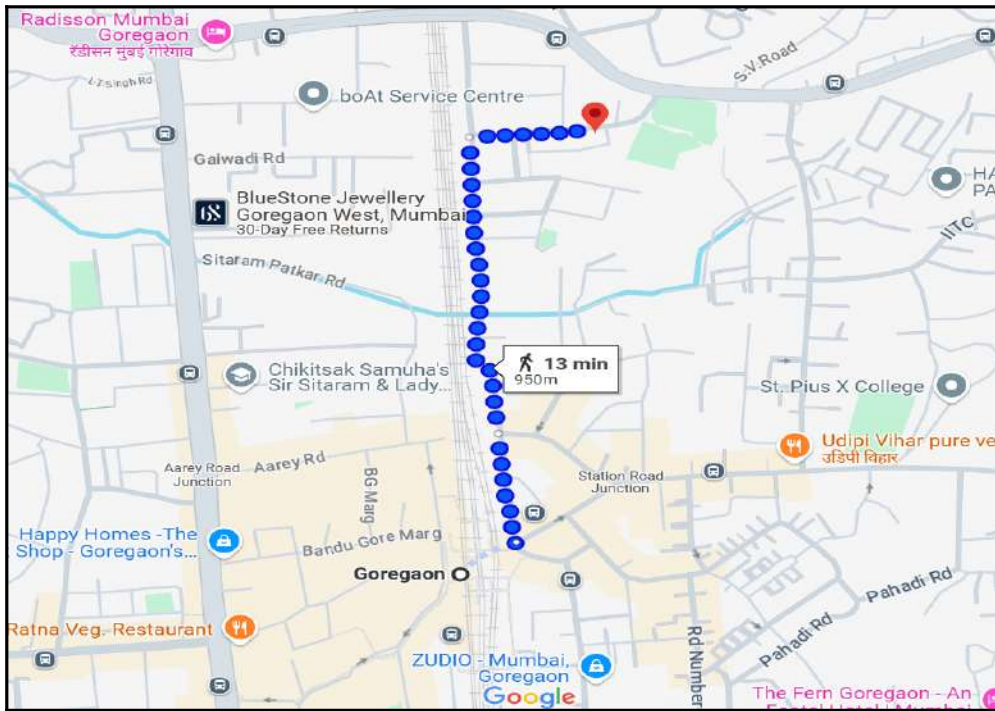 Radisson Mumbai
Goregaon
रॅडीसन मुंबई गोरेगाव
L T Singh Rd
boAt Service Centre
S.V.Road
Gaiwadi Rd
HA
PA
BlueStone Jewellery
Goregaon West, Mumbai
30-Day Free Returns
IITC
Sitaram Patkar Rd
13 min
950m
Chikitsak Samuha's
Sir Sitaram & Lady...
St. Pius X College
Udipi Vihar pure ve
उडिपी विहार
Aarey Road
Junction
Aarey Rd
BG Marg
Station Road
Junction
Happy Homes -The
Shop - Goregaon's...
Bandu Gore Marg
Goregaon
Pahadi Rd
Ratna Veg. Restaurant
Pahadi Rd
Rd Number
ZUDIO - Mumbai,
Goregaon
Google
The Fern Goregaon - An